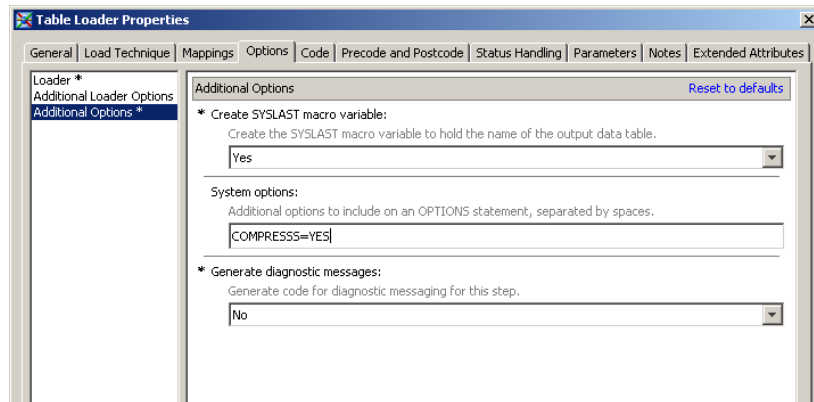 Table Loader Properties
General Load Technique Mappings Options Code Precode and Postcode Status Handling Parameters Notes Extended Attributes
Loader *
Additional Loader Options
Additional Options *
Additional Options Reset to defaults
* Create SYSLAST macro variable:
Create the SYSLAST macro variable to hold the name of the output data table.
Yes
System options:
Additional options to include on an OPTIONS statement, separated by spaces.
COMPRESSS=YES
* Generate diagnostic messages:
Generate code for diagnostic messaging for this step.
No